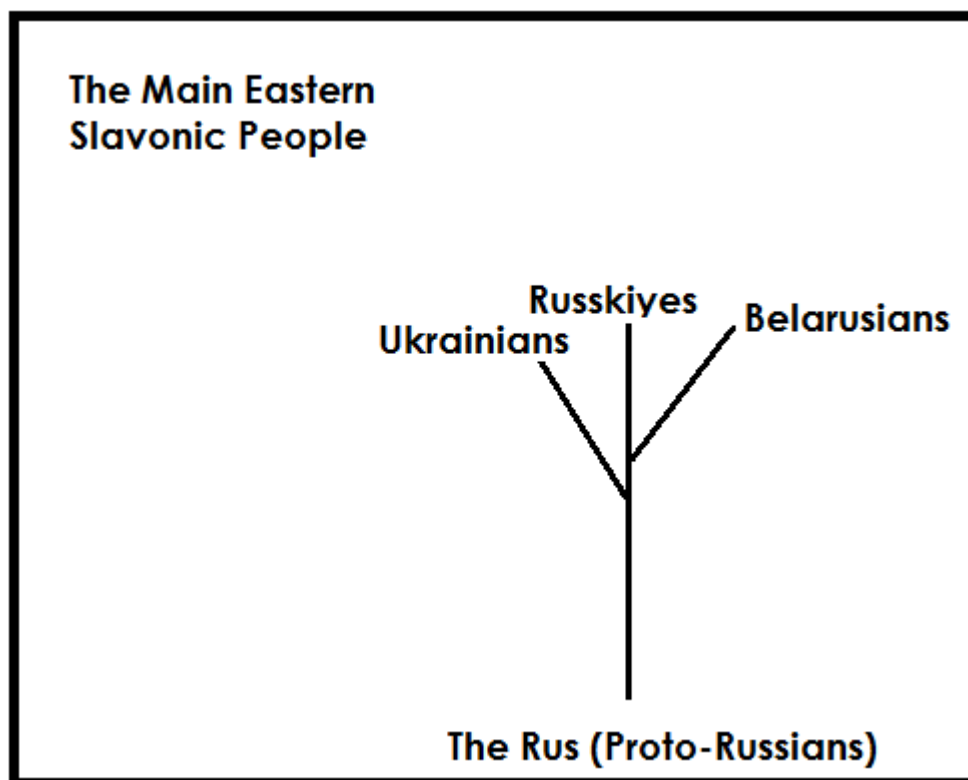 The Main Eastern
Slavonic People
Russkiyes
Ukrainians
Belarusians
The Rus (Proto-Russians)